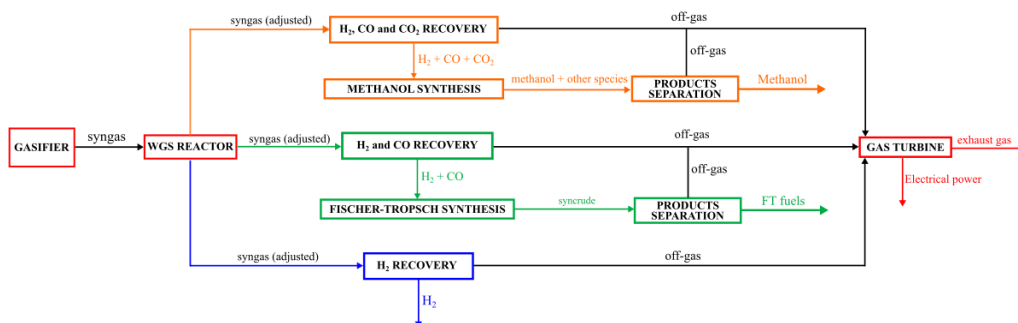 syngas (adjusted)
H₂, CO and CO₂ RECOVERY
off-gas
off-gas
H₂ + CO + CO₂
METHANOL SYNTHESIS
methanol + other species
PRODUCTS
SEPARATION
Methanol
GASIFIER
syngas
WGS REACTOR
syngas (adjusted)
H₂ and CO RECOVERY
off-gas
off-gas
GAS TURBINE
exhaust gas
Electrical power
H₂ + CO
FISCHER-TROPSCH SYNTHESIS
syncrude
PRODUCTS
SEPARATION
FT fuels
syngas (adjusted)
H₂ RECOVERY
off-gas
H₂